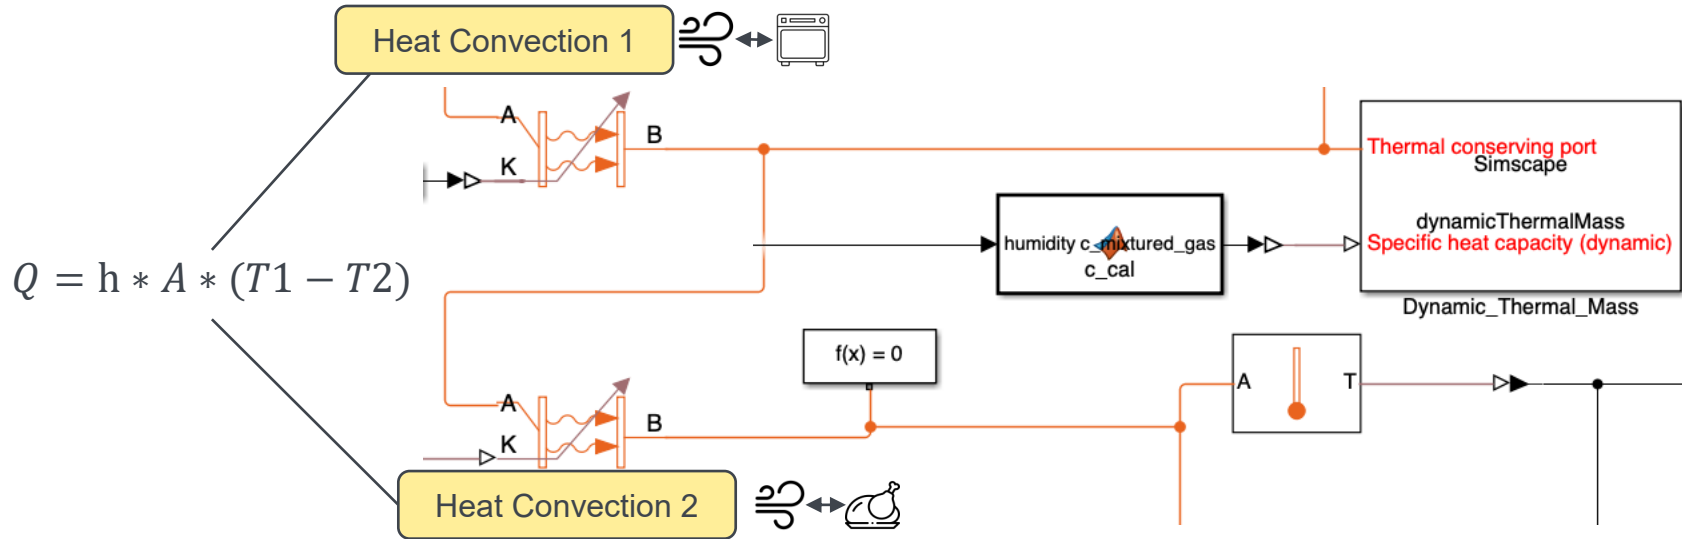 Heat Convection 1
A
B
K
Thermal conserving port
Simscape
dynamicThermalMass
humidity c_mixtured_gas
Specific heat capacity (dynamic)
c_cal
Q = h * A * (T1 − T2)
Dynamic_Thermal_Mass
f(x) = 0
A
T
A
B
K
Heat Convection 2